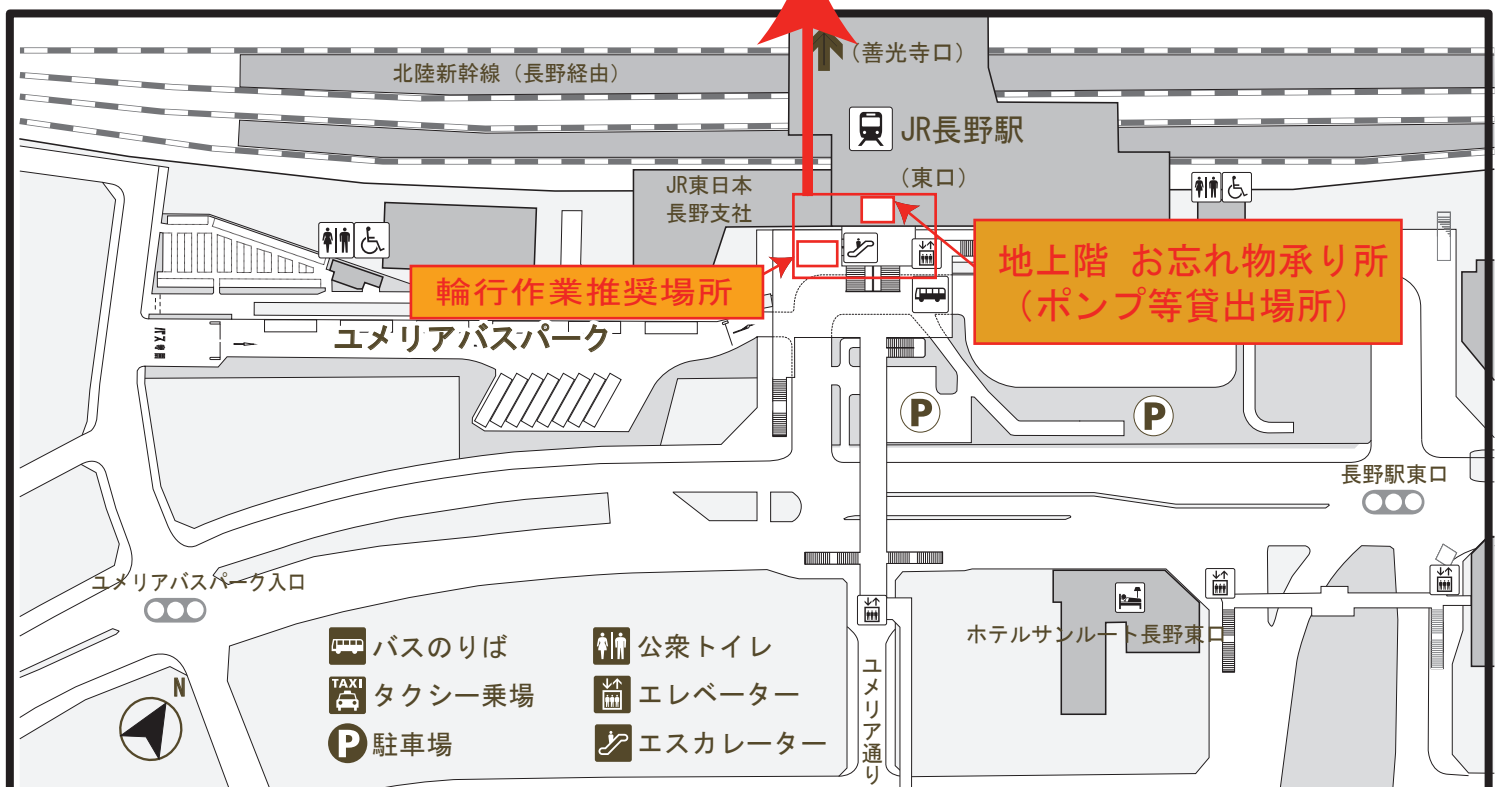 (善光寺口)
北陸新幹線(長野経由)
JR長野駅
(東口)
JR東日本
長野支社
輪行作業推奨場所
地上階 お忘れ物承り所
(ポンプ等貸出場所)
ユメリアバスパーク
P
P
長野駅東口
ユメリアバスパーク入口
ホテルサンルート長野東口
ユメリア通り
N
バスのりば
公衆トイレ
TAXI
タクシー乗場
エレベーター
P
駐車場
エスカレーター